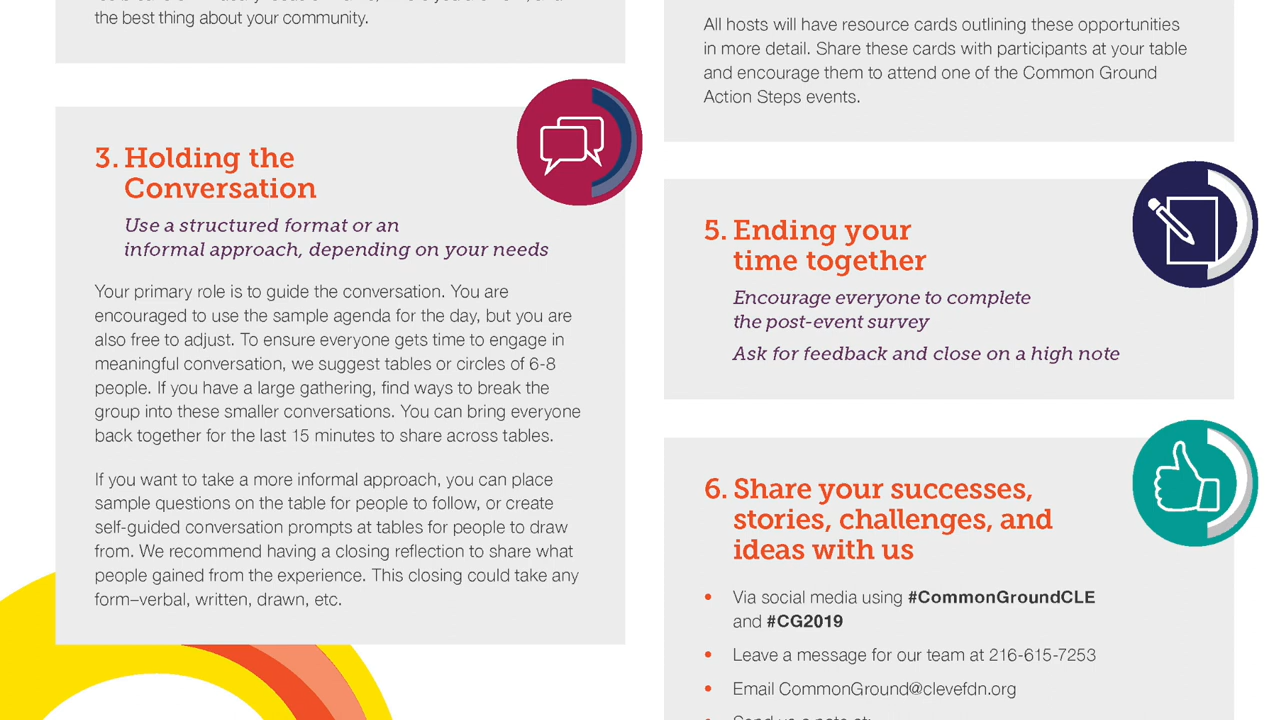 the best thing about your community.
3. Holding the
Conversation
Use a structured format or an
informal approach, depending on your needs
Your primary role is to guide the conversation. You are
encouraged to use the sample agenda for the day, but you are
also free to adjust. To ensure everyone gets time to engage in
meaningful conversation, we suggest tables or circles of 6-8
people. If you have a large gathering, find ways to break the
group into these smaller conversations. You can bring everyone
back together for the last 15 minutes to share across tables.
If you want to take a more informal approach, you can place
sample questions on the table for people to follow, or create
self-guided conversation prompts at tables for people to draw
from. We recommend having a closing reflection to share what
people gained from the experience. This closing could take any
form–verbal, written, drawn, etc.
All hosts will have resource cards outlining these opportunities
in more detail. Share these cards with participants at your table
and encourage them to attend one of the Common Ground
Action Steps events.
5. Ending your
time together
Encourage everyone to complete
the post-event survey
Ask for feedback and close on a high note
6. Share your successes,
stories, challenges, and
ideas with us
• Via social media using #CommonGroundCLE
and #CG2019
• Leave a message for our team at 216-615-7253
• Email CommonGround@clevefdn.org